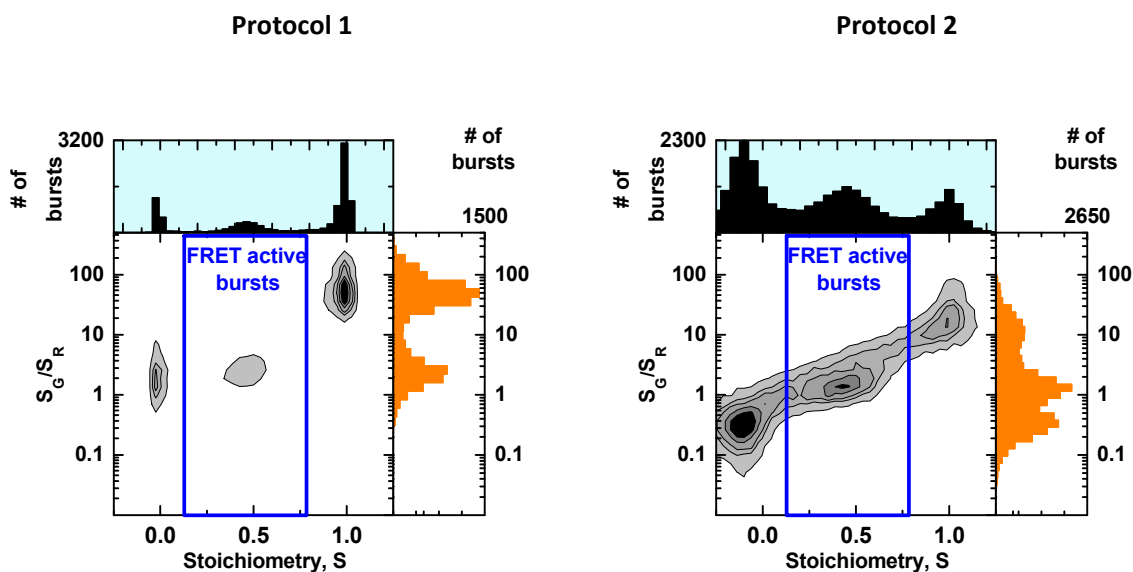 Protocol 1
3200
# of
bursts
# of
bursts
1500
FRET active
bursts
100
10
1
0.1
S_G/S_R
100
10
1
0.1
0.0
0.5
1.0
Stoichiometry, S
Protocol 2
2300
# of
bursts
# of
bursts
2650
FRET active
bursts
100
10
1
0.1
S_G/S_R
100
10
1
0.1
0.0
0.5
1.0
Stoichiometry, S